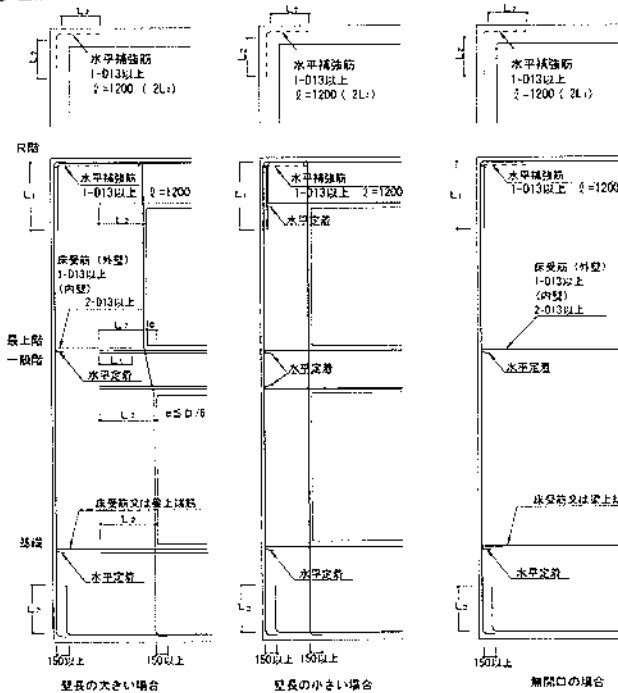 L₂
L₂
水平補強筋
1-D13以上
ℓ=1200 ( 2L₂)
L₂
L₂
水平補強筋
1-D13以上
ℓ=1200 ( 2L₂)
L₂
水平補強筋
1-D13以上
R階
水平補強筋
1-D13以上 ℓ=1200
L₁
L₂
床受筋 (外壁)
1-D13以上
(内壁)
2-D13以上
最上階
一般階
L₂
水平定着
L₂
e≦D/6
床受筋又は梁上端筋
L₂
基礎
水平定着
L₂
150以上
150以上
壁長の大きい場合
水平補強筋
1-D13以上 ℓ=1200
L₁
水平定着
水平定着
水平定着
150以上
150以上
壁長の小さい場合
水平補強筋
1-D13以上 ℓ=1200
床受筋 (外壁)
1-D13以上
(内壁)
2-D13以上
水平定着
床受筋又は梁上
水平定着
L₂
150以上
無開口の場合